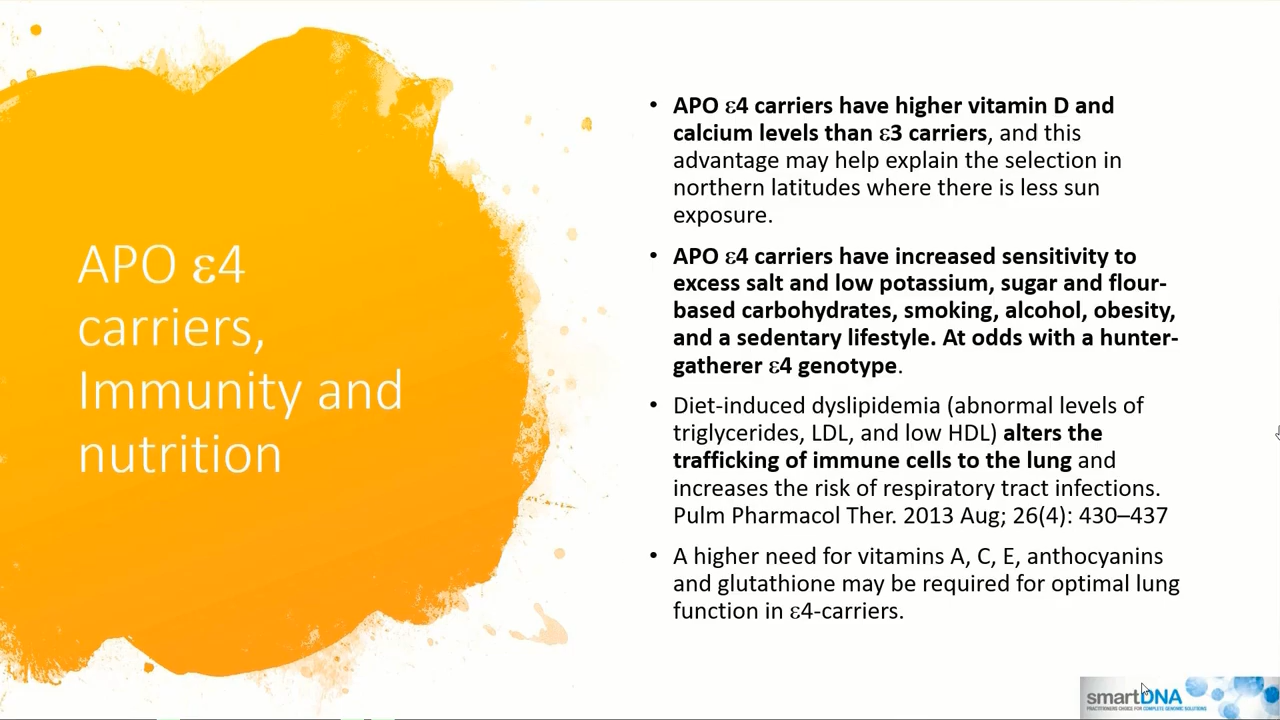 APO ε4
carriers,
Immunity and
nutrition
• APO ε4 carriers have higher vitamin D and
calcium levels than ε3 carriers, and this
advantage may help explain the selection in
northern latitudes where there is less sun
exposure.
• APO ε4 carriers have increased sensitivity to
excess salt and low potassium, sugar and flour-
based carbohydrates, smoking, alcohol, obesity,
and a sedentary lifestyle. At odds with a hunter-
gatherer ε4 genotype.
• Diet-induced dyslipidemia (abnormal levels of
triglycerides, LDL, and low HDL) alters the
trafficking of immune cells to the lung and
increases the risk of respiratory tract infections.
Pulm Pharmacol Ther. 2013 Aug; 26(4): 430–437
• A higher need for vitamins A, C, E, anthocyanins
and glutathione may be required for optimal lung
function in ε4-carriers.
smartDNA
PRACTITIONERS CHOICE FOR COMPLETE GENOMIC SOLUTIONS